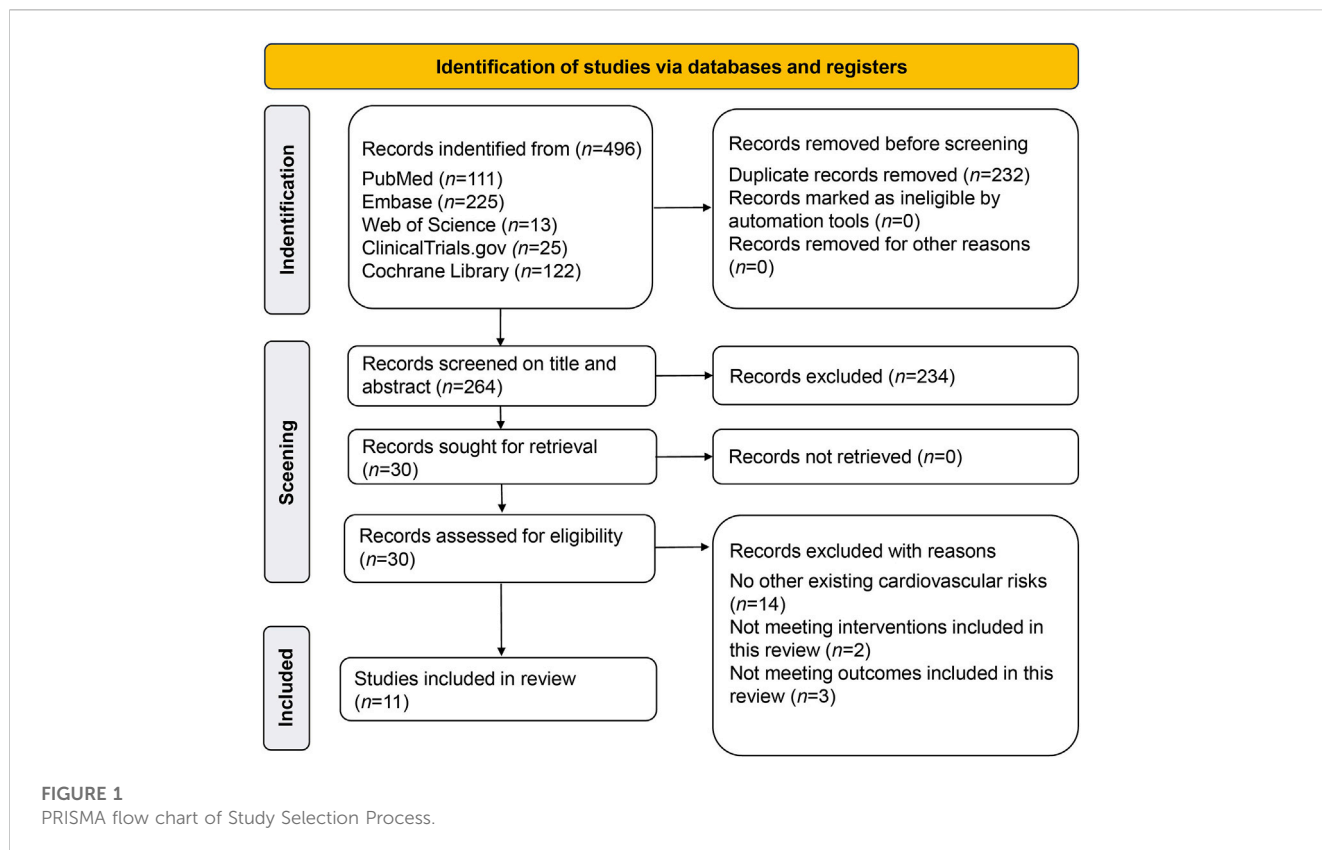 Identification of studies via databases and registers
Indentification
Records indentified from (n=496)
PubMed (n=111)
Embase (n=225)
Web of Science (n=13)
ClinicalTrials.gov (n=25)
Cochrane Library (n=122)
Records removed before screening
Duplicate records removed (n=232)
Records marked as ineligible by
automation tools (n=0)
Records removed for other reasons
(n=0)
Sceening
Records screened on title and
abstract (n=264)
Records excluded (n=234)
Records sought for retrieval
(n=30)
Records not retrieved (n=0)
Records assessed for eligibility
(n=30)
Records excluded with reasons
No other existing cardiovascular risks
(n=14)
Not meeting interventions included in
this review (n=2)
Not meeting outcomes included in this
review (n=3)
Included
Studies included in review
(n=11)
FIGURE 1
PRISMA flow chart of Study Selection Process.